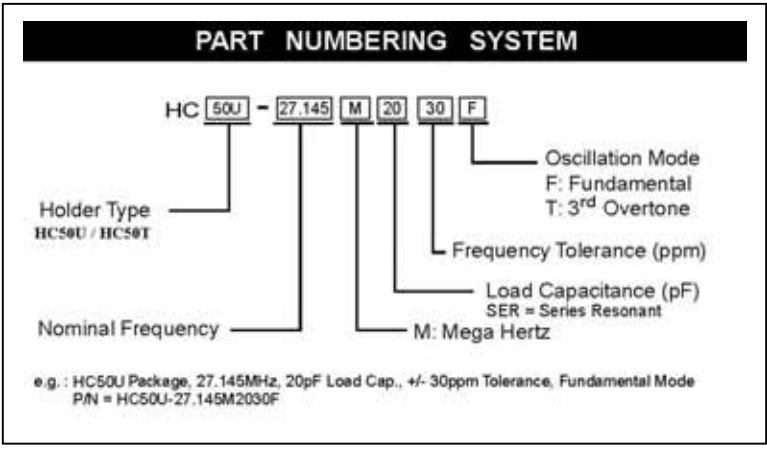 PART NUMBERING SYSTEM
HC 50U - 27.145 M 20 30 F
Oscillation Mode
F: Fundamental
T: 3rd Overtone
Holder Type
HC50U / HC50T
Frequency Tolerance (ppm)
Load Capacitance (pF)
SER = Series Resonant
Nominal Frequency
M: Mega Hertz
e.g. : HC50U Package, 27.145MHz, 20pF Load Cap., +/- 30ppm Tolerance, Fundamental Mode
P/N = HC50U-27.145M2030F